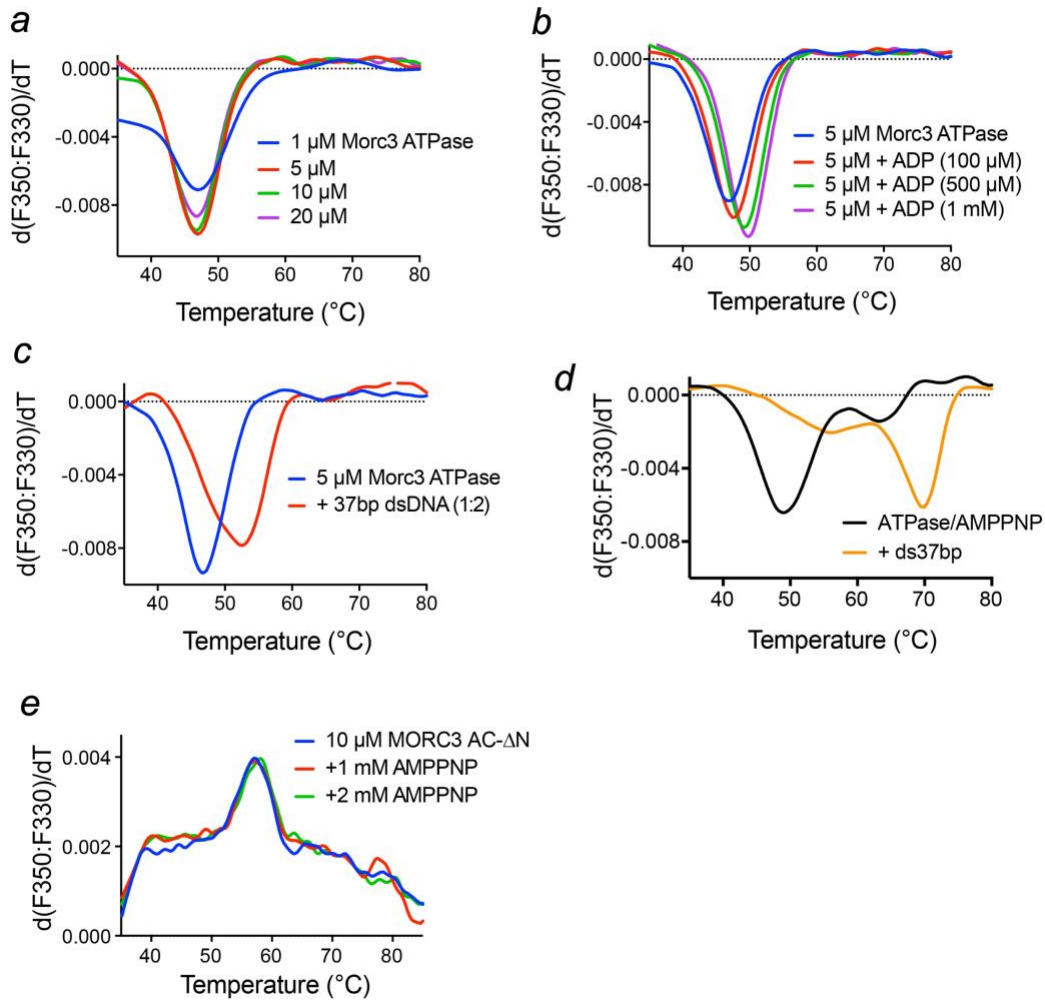 a
d(F350:F330)/dT
0.000
-0.004
-0.008
1 µM Morc3 ATPase
5 µM
10 µM
20 µM
40 50 60 70 80
Temperature (°C)
b
d(F350:F330)/dT
0.000
-0.004
-0.008
5 µM Morc3 ATPase
5 µM + ADP (100 µM)
5 µM + ADP (500 µM)
5 µM + ADP (1 mM)
40 50 60 70 80
Temperature (°C)
c
d(F350:F330)/dT
0.000
-0.004
-0.008
5 µM Morc3 ATPase
+ 37bp dsDNA (1:2)
40 50 60 70 80
Temperature (°C)
d
d(F350:F330)/dT
0.000
-0.004
-0.008
ATPase/AMPPNP
+ ds37bp
40 50 60 70 80
Temperature (°C)
e
d(F350:F330)/dT
0.004
0.002
0.000
10 µM MORC3 AC-ΔN
+1 mM AMPPNP
+2 mM AMPPNP
40 50 60 70 80
Temperature (°C)